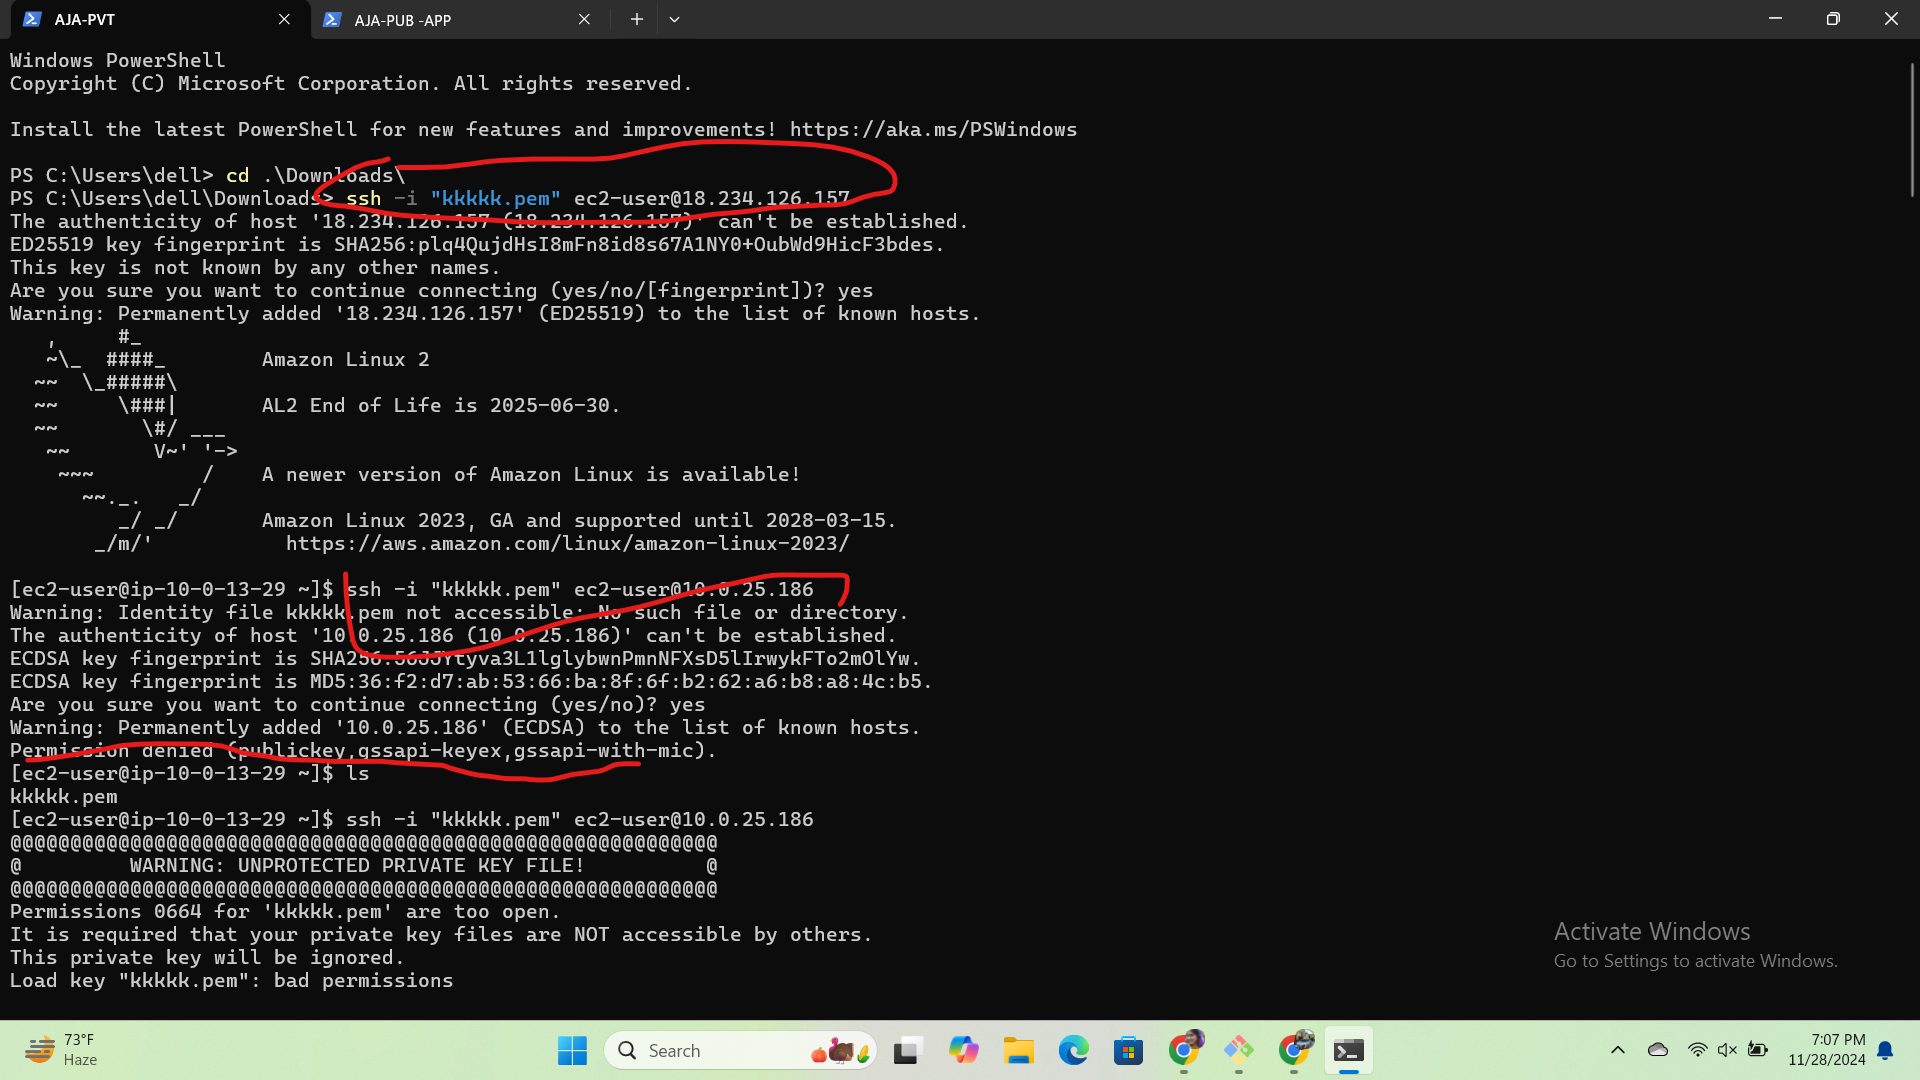 AJA-PVT
AJA-PUB -APP
Windows PowerShell
Copyright (C) Microsoft Corporation. All rights reserved.
Install the latest PowerShell for new features and improvements! https://aka.ms/PSWindows
PS C:\Users\dell> cd .\Downloads\
PS C:\Users\dell\Downloads> ssh -i "kkkkk.pem" ec2-user@18.234.126.157
The authenticity of host '18.234.126.157 (18.234.126.157)' can't be established.
ED25519 key fingerprint is SHA256:plq4QujdHsI8mFn8id8s67A1NY0+OubWd9HicF3bdes.
This key is not known by any other names.
Are you sure you want to continue connecting (yes/no/[fingerprint])? yes
Warning: Permanently added '18.234.126.157' (ED25519) to the list of known hosts.
   ,     #_
   ~\_  ####_        Amazon Linux 2
  ~~  \_#####\
  ~~     \###|       AL2 End of Life is 2025-06-30.
  ~~       \#/ ___
   ~~       V~' '->
    ~~~         /    A newer version of Amazon Linux is available!
      ~~._.   _/
         _/ _/       Amazon Linux 2023, GA and supported until 2028-03-15.
       _/m/'           https://aws.amazon.com/linux/amazon-linux-2023/
[ec2-user@ip-10-0-13-29 ~]$ ssh -i "kkkkk.pem" ec2-user@10.0.25.186
Warning: Identity file kkkkk.pem not accessible: No such file or directory.
The authenticity of host '10.0.25.186 (10.0.25.186)' can't be established.
ECDSA key fingerprint is SHA256:56JJYtyva3L1lglybwnPmnNFXsD5lIrwykFTo2mOlYw.
ECDSA key fingerprint is MD5:36:f2:d7:ab:53:66:ba:8f:6f:b2:62:a6:b8:a8:4c:b5.
Are you sure you want to continue connecting (yes/no)? yes
Warning: Permanently added '10.0.25.186' (ECDSA) to the list of known hosts.
Permission denied (publickey,gssapi-keyex,gssapi-with-mic).
[ec2-user@ip-10-0-13-29 ~]$ ls
kkkkk.pem
[ec2-user@ip-10-0-13-29 ~]$ ssh -i "kkkkk.pem" ec2-user@10.0.25.186
@@@@@@@@@@@@@@@@@@@@@@@@@@@@@@@@@@@@@@@@@@@@@@@@@@@@@@@@@@@
@         WARNING: UNPROTECTED PRIVATE KEY FILE!          @
@@@@@@@@@@@@@@@@@@@@@@@@@@@@@@@@@@@@@@@@@@@@@@@@@@@@@@@@@@@
Permissions 0664 for 'kkkkk.pem' are too open.
It is required that your private key files are NOT accessible by others.
This private key will be ignored.
Load key "kkkkk.pem": bad permissions
Activate Windows
Go to Settings to activate Windows.
73°F
Haze
Search
7:07 PM
11/28/2024